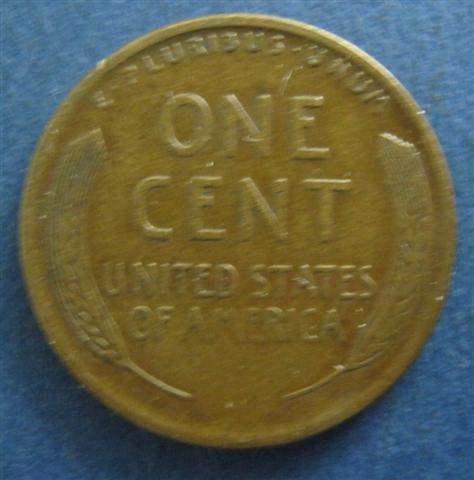 E·PLURIBUS·UNUM
ONE
CENT
UNITED STATES
OF AMERICA